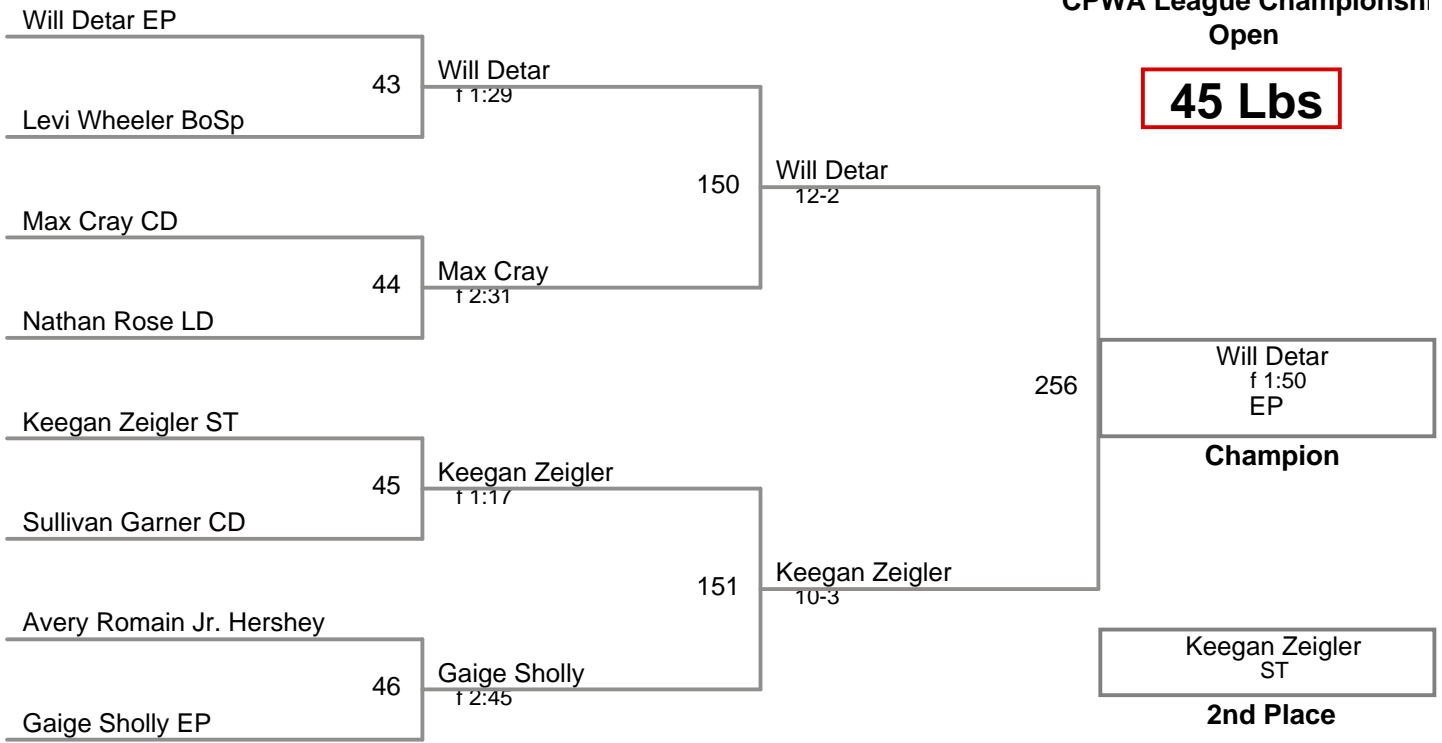 CPWA League
Open
45 Lbs
Will Detar EP
43
Will Detar
f 1:29
Levi Wheeler BoSp
150
Will Detar
12-2
Max Cray CD
44
Max Cray
f 2:31
Nathan Rose LD
256
Will Detar
f 1:50
EP
Champion
Keegan Zeigler ST
45
Keegan Zeigler
f 1:17
Sullivan Garner CD
151
Keegan Zeigler
10-3
Avery Romain Jr. Hershey
46
Gaige Sholly
f 2:45
Gaige Sholly EP
Keegan Zeigler
ST
2nd Place